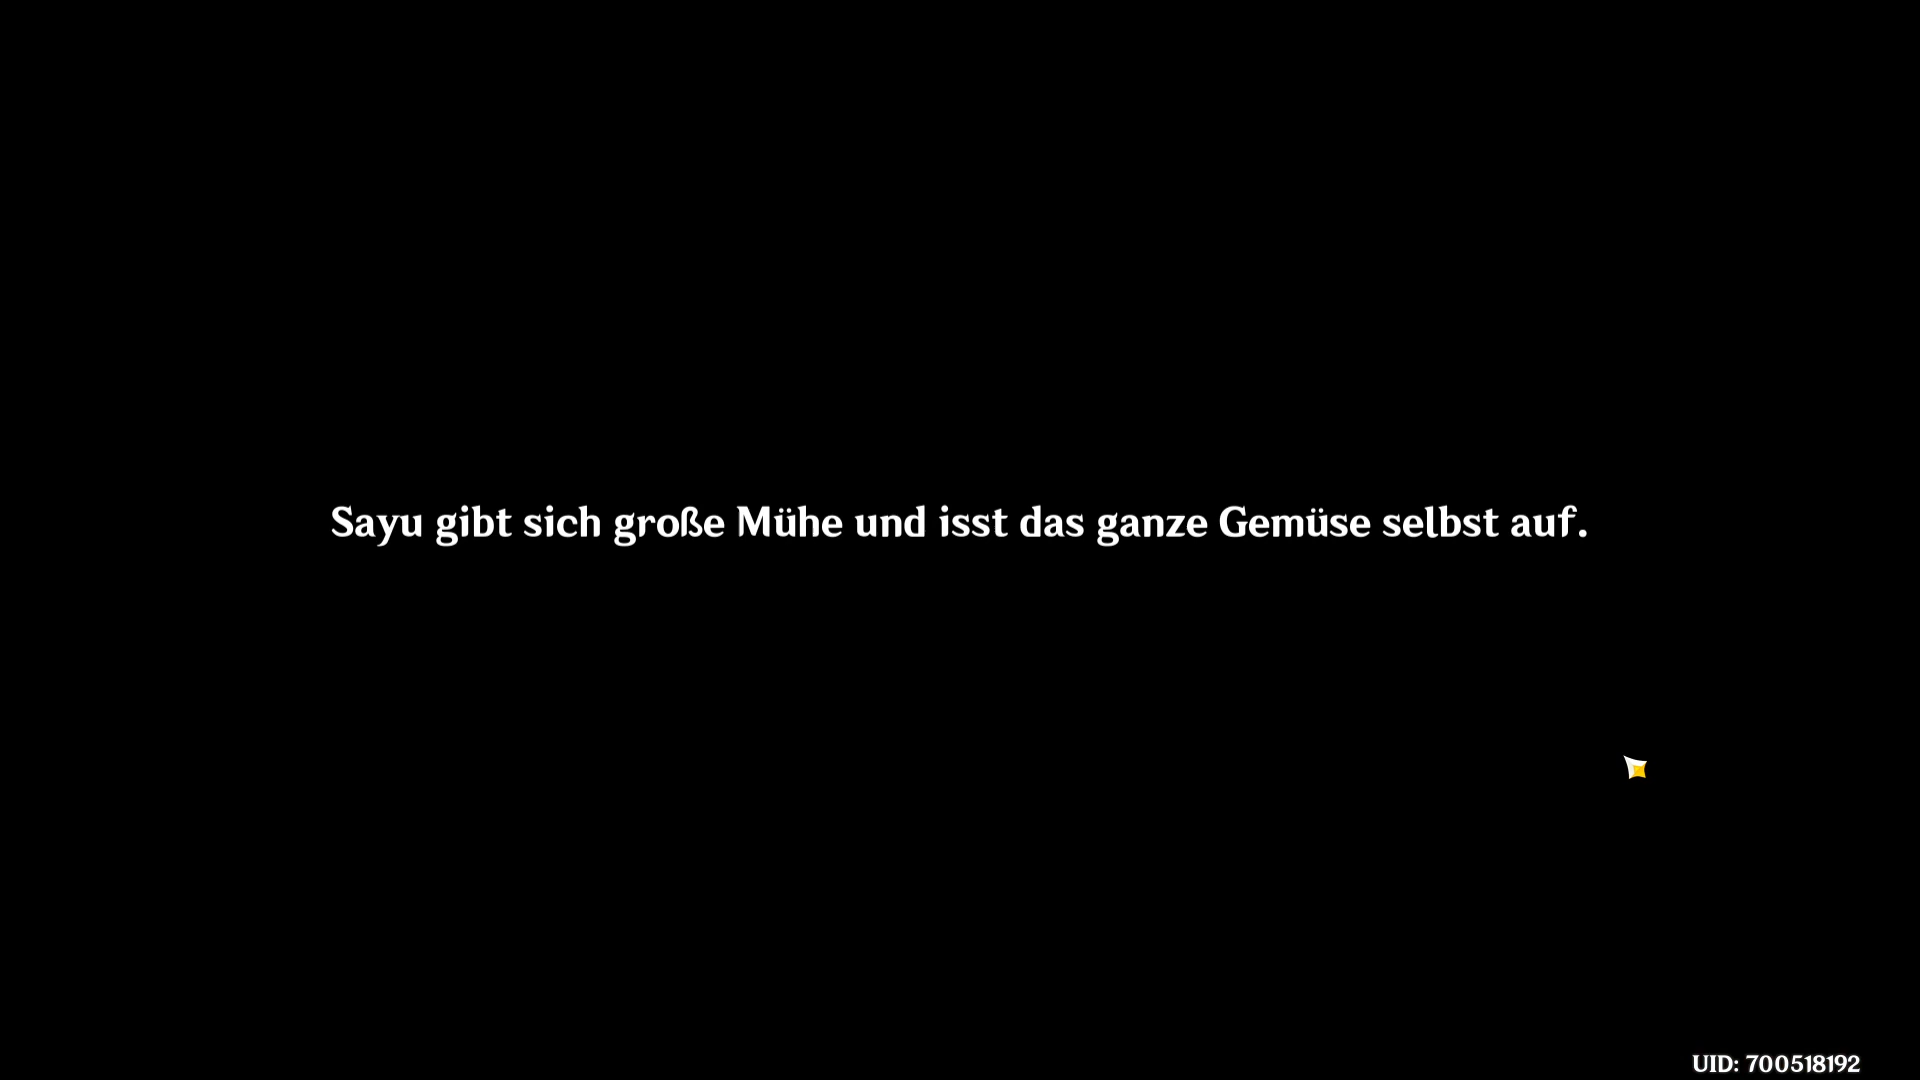 Sayu gibt sich große Mühe und isst das ganze Gemüse selbst auf.
UID: 700518192